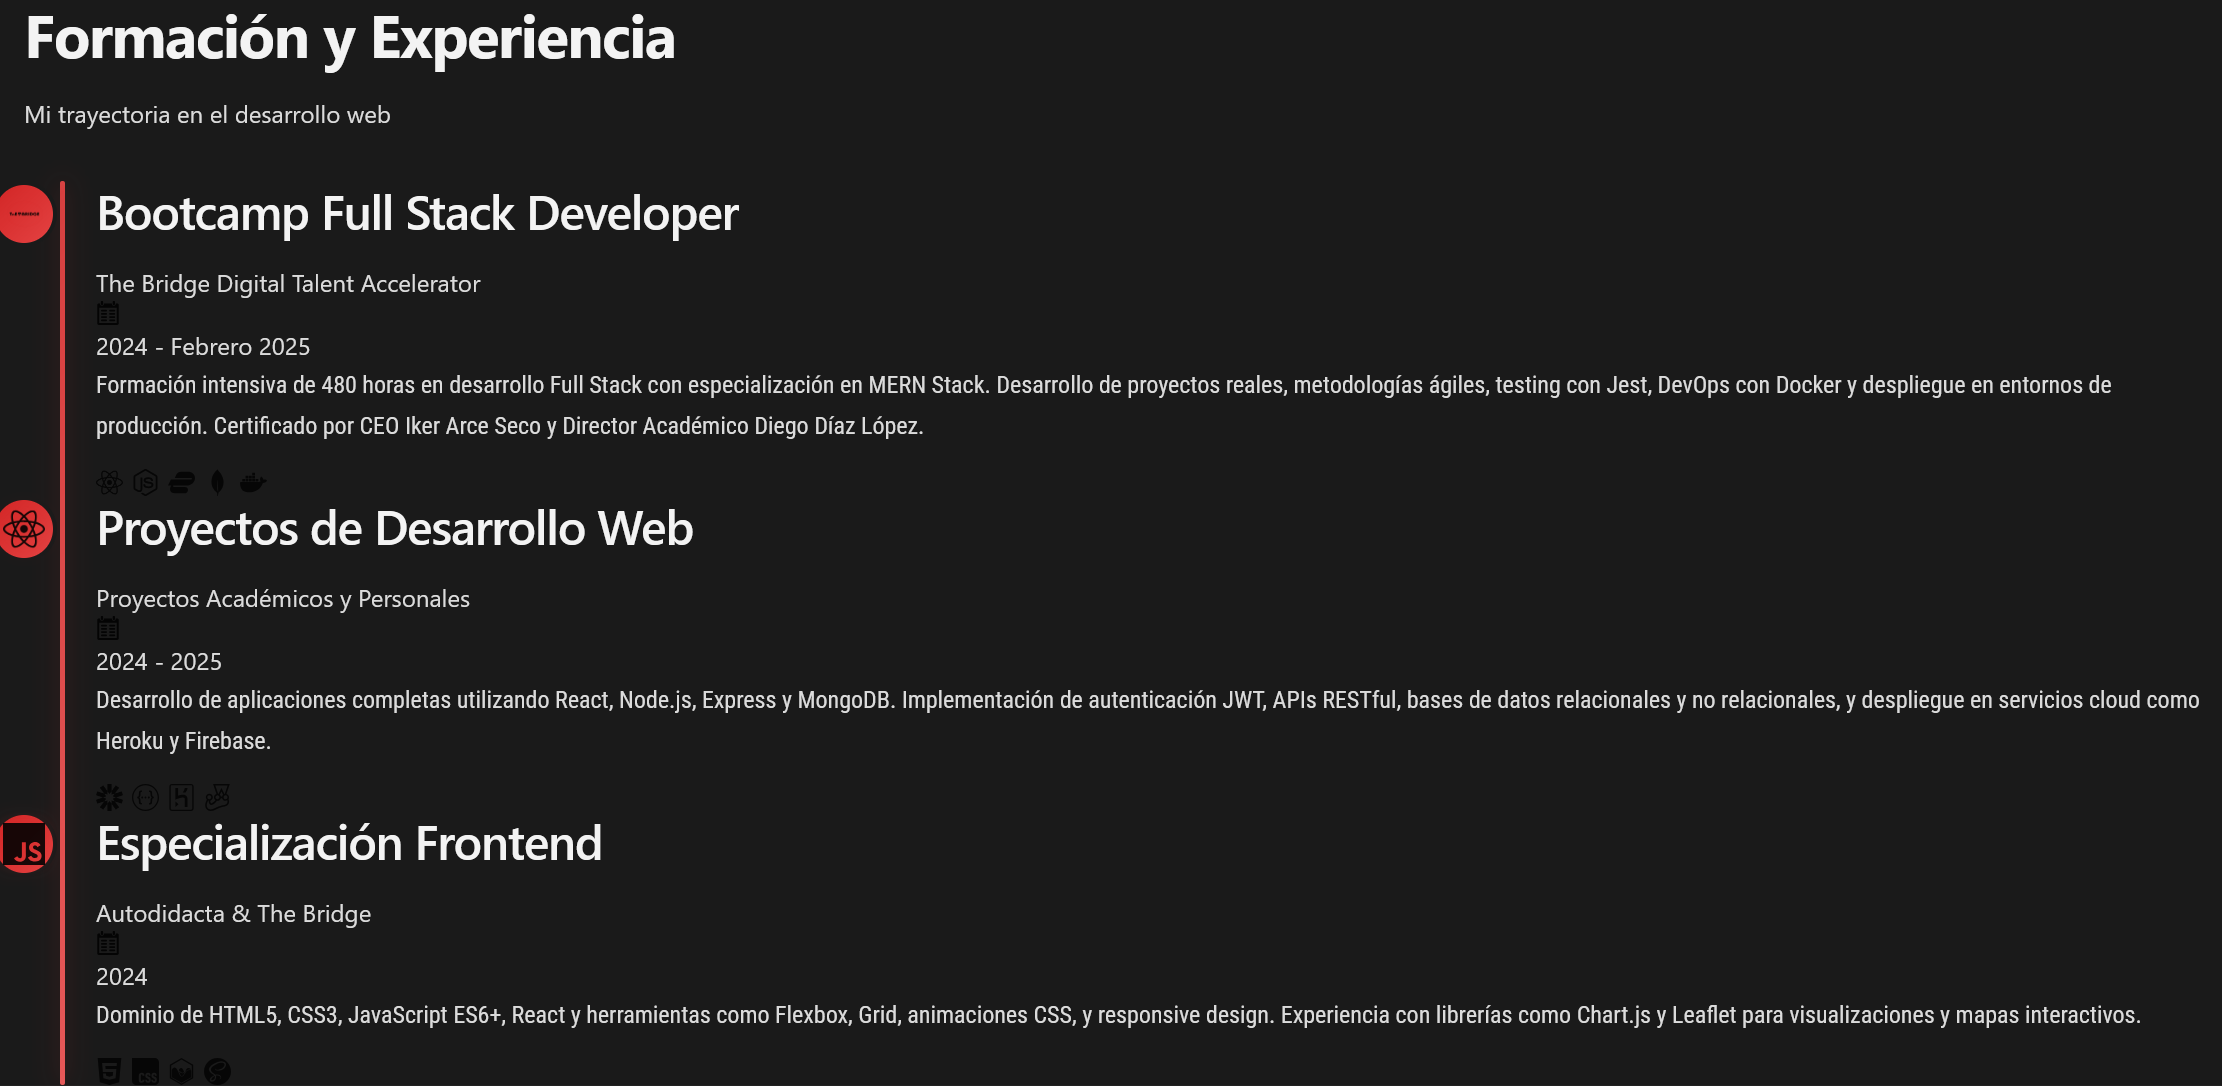 Formación y Experiencia
Mi trayectoria en el desarrollo web
Bootcamp Full Stack Developer
The Bridge Digital Talent Accelerator
2024 - Febrero 2025
Formación intensiva de 480 horas en desarrollo Full Stack con especialización en MERN Stack. Desarrollo de proyectos reales, metodologías ágiles, testing con Jest, DevOps con Docker y despliegue en entornos de
producción. Certificado por CEO Iker Arce Seco y Director Académico Diego Díaz López.
JS
Proyectos de Desarrollo Web
Proyectos Académicos y Personales
2024 - 2025
Desarrollo de aplicaciones completas utilizando React, Node.js, Express y MongoDB. Implementación de autenticación JWT, APIs RESTful, bases de datos relacionales y no relacionales, y despliegue en servicios cloud como
Heroku y Firebase.
JS
Especialización Frontend
Autodidacta & The Bridge
2024
Dominio de HTML5, CSS3, JavaScript ES6+, React y herramientas como Flexbox, Grid, animaciones CSS, y responsive design. Experiencia con librerías como Chart.js y Leaflet para visualizaciones y mapas interactivos.
5 CSS